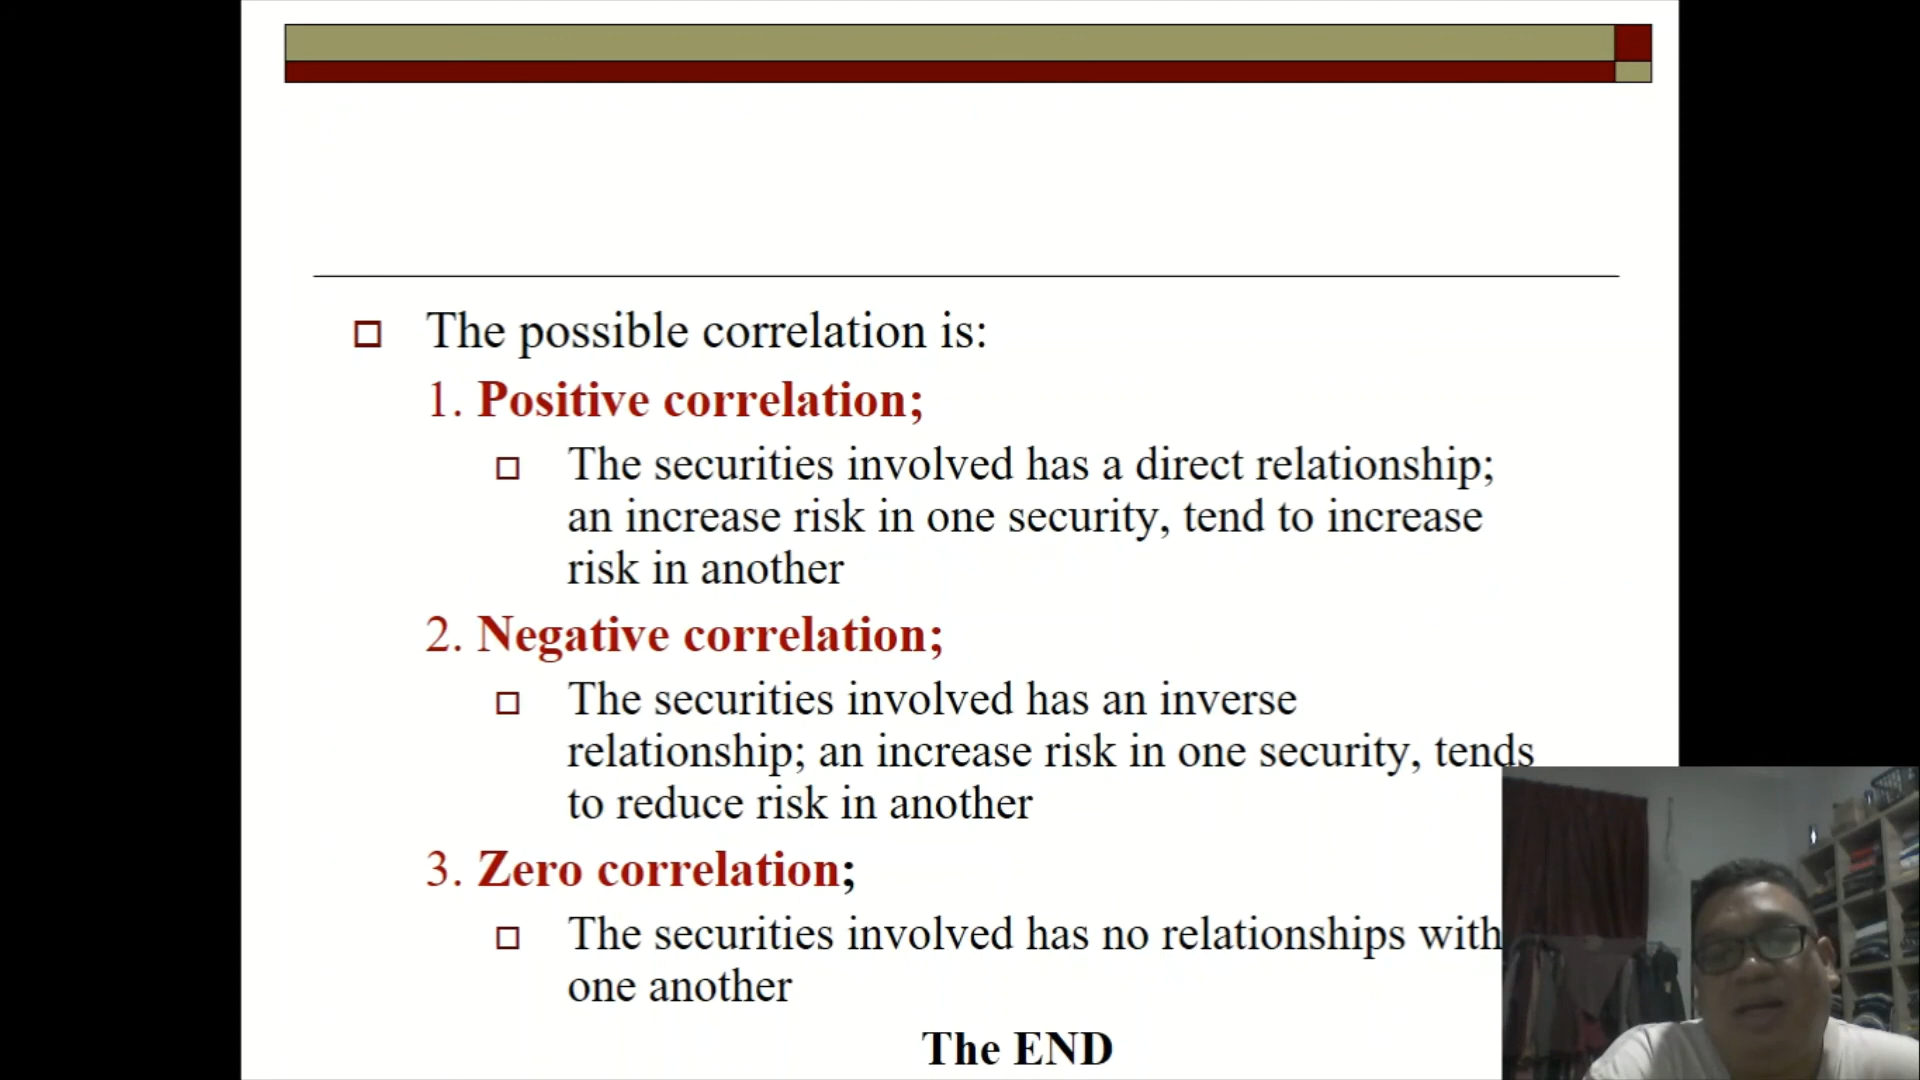 The possible correlation is:
1. Positive correlation;
The securities involved has a direct relationship;
an increase risk in one security, tend to increase
risk in another
2. Negative correlation;
The securities involved has an inverse
relationship; an increase risk in one security, tends
to reduce risk in another
3. Zero correlation;
The securities involved has no relationships with
one another
The END